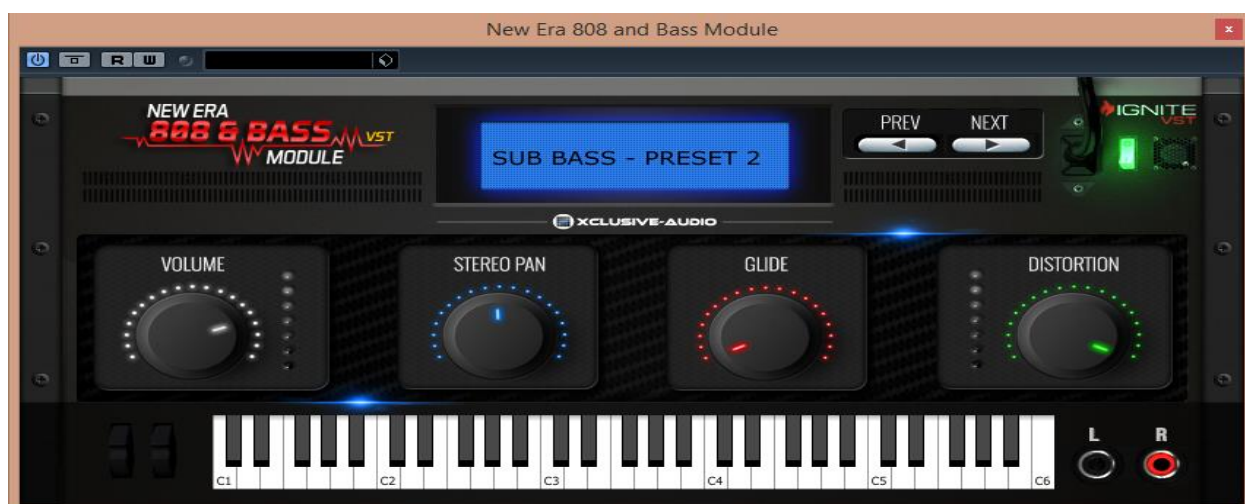 New Era 808 and Bass Module
x
R W
NEW ERA
808 & BASS VST
MODULE
SUB BASS - PRESET 2
PREV NEXT
IGNITE
VST
XCLUSIVE-AUDIO
VOLUME STEREO PAN GLIDE DISTORTION
C1 C2 C3 C4 C5 C6
L R